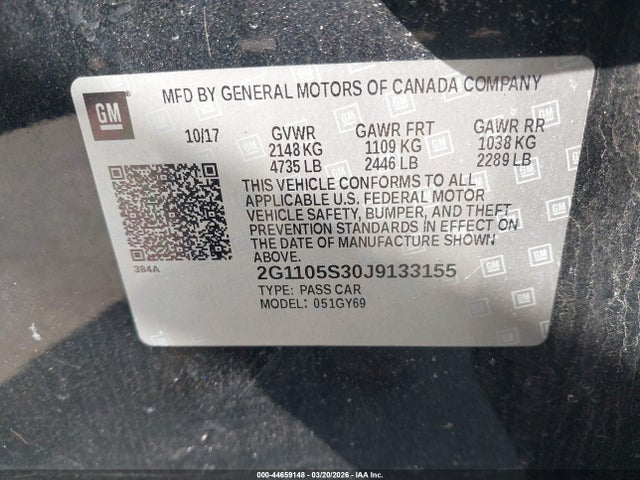 MFD BY GENERAL MOTORS OF CANADA COMPANY
GM
10/17 GVWR GAWR FRT GAWR RR
2148 KG 1109 KG 1038 KG
4735 LB 2446 LB 2289 LB
THIS VEHICLE CONFORMS TO ALL
APPLICABLE U.S. FEDERAL MOTOR
VEHICLE SAFETY, BUMPER, AND THEFT
PREVENTION STANDARDS IN EFFECT ON
THE DATE OF MANUFACTURE SHOWN
ABOVE.
384A
2G1105S30J9133155
TYPE: PASS CAR
MODEL: 051GY69
000-44659148 - 03/20/2026 - IAA Inc.